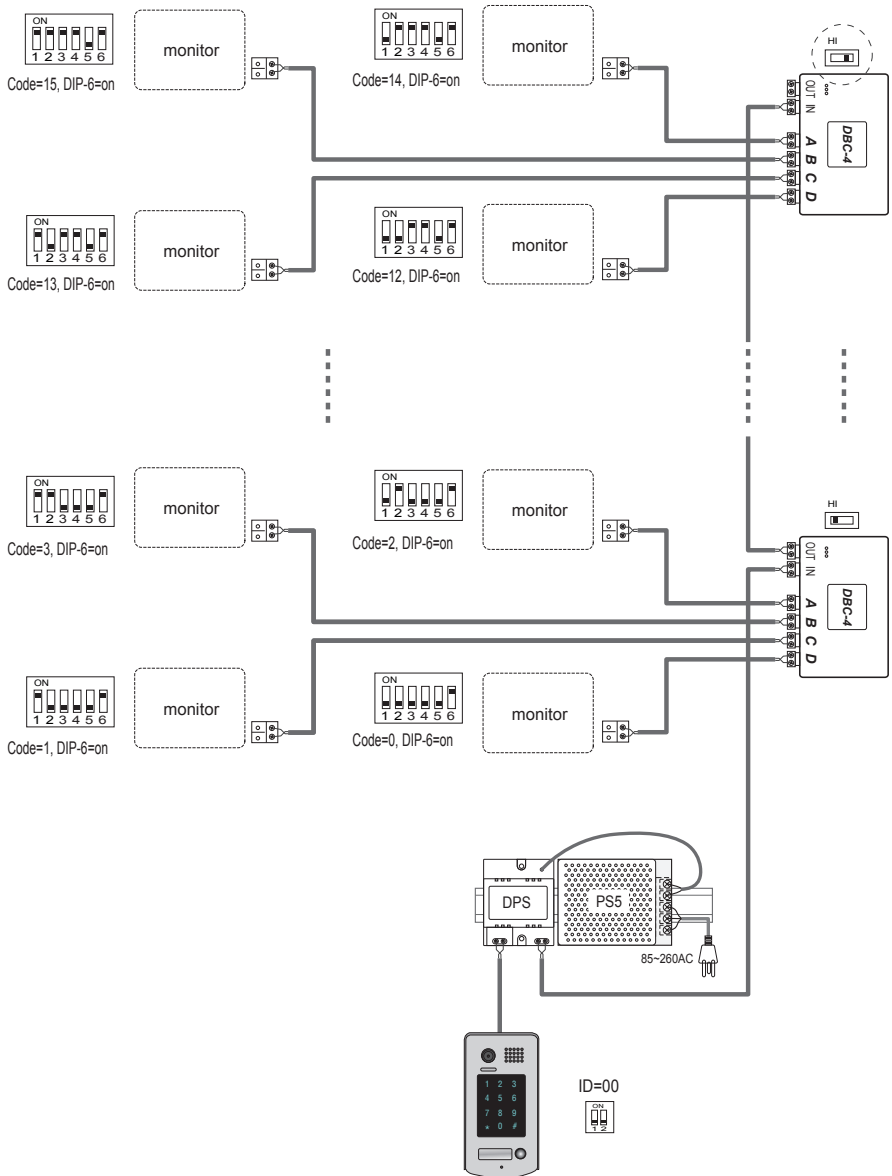 ON
1 2 3 4 5 6
Code=15, DIP-6=on
monitor
ON
1 2 3 4 5 6
Code=14, DIP-6=on
monitor
HI
OUT IN
A B C D
DBC-4
ON
1 2 3 4 5 6
Code=13, DIP-6=on
monitor
ON
1 2 3 4 5 6
Code=12, DIP-6=on
monitor
ON
1 2 3 4 5 6
Code=3, DIP-6=on
monitor
ON
1 2 3 4 5 6
Code=2, DIP-6=on
monitor
HI
OUT IN
A B C D
DBC-4
ON
1 2 3 4 5 6
Code=1, DIP-6=on
monitor
ON
1 2 3 4 5 6
Code=0, DIP-6=on
monitor
DPS
PS5
85~260AC
1 2 3
4 5 6
7 8 9
* 0 #
ID=00
ON
1 2